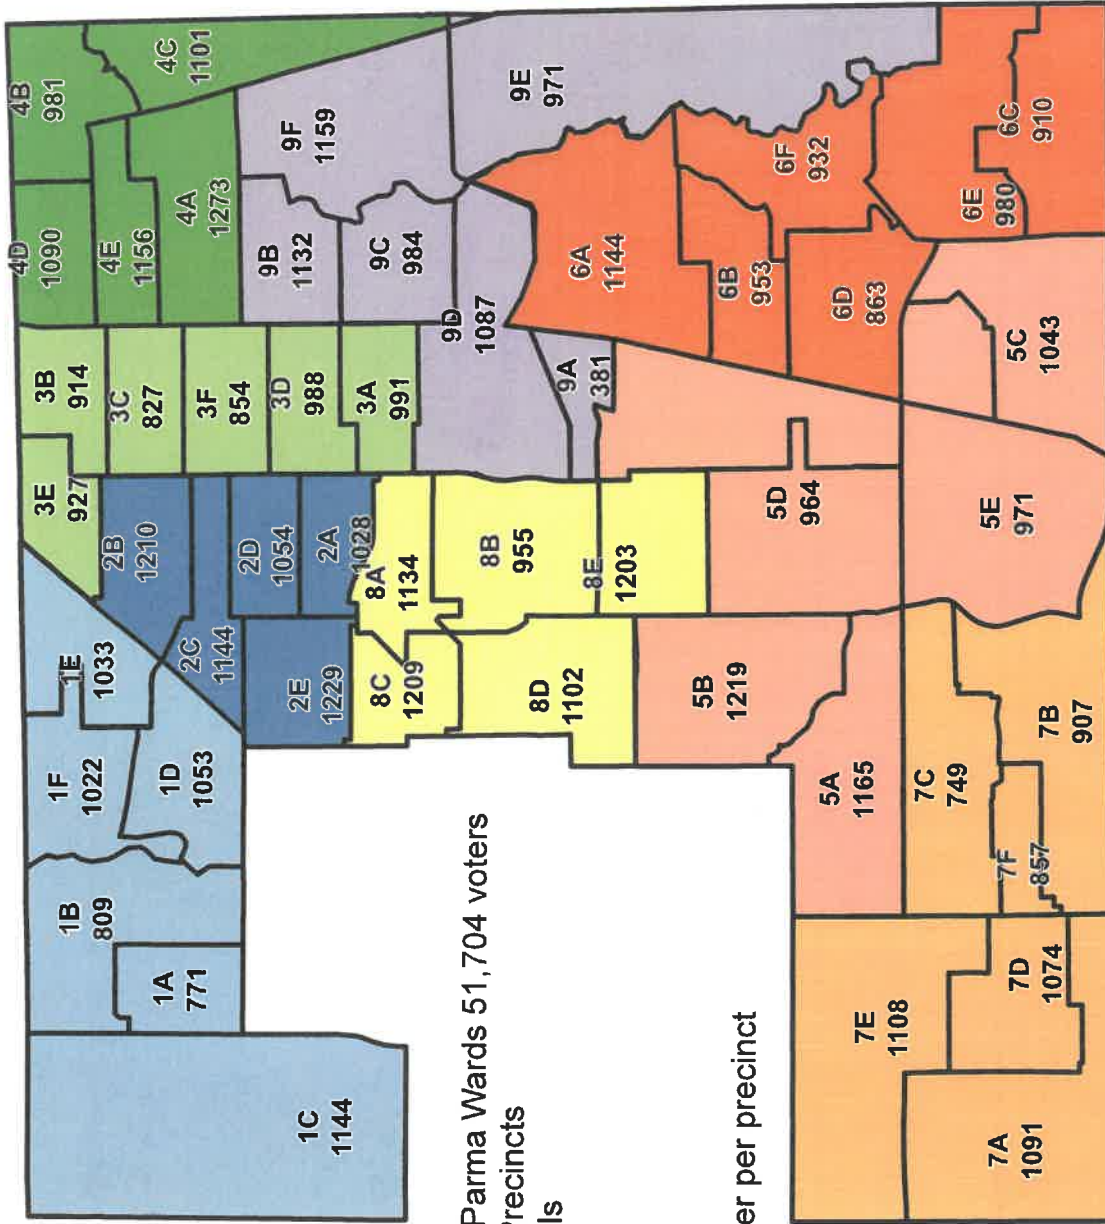 4B
981
4C
1101
4D
1090
4E
1156
4A
1273
3B
914
3E
927
3C
827
3F
854
3D
988
3A
991
9F
1159
9B
1132
9C
984
9E
971
9D
1087
9A
381
2B
1210
2C
1144
2D
1054
2A
1028
2E
1229
1E
1033
1F
1022
1D
1053
1B
809
1A
771
1C
1144
8A
1134
8B
955
8C
1209
8D
1102
8E
1203
6A
1144
6B
953
6F
932
6D
863
6E
980
6C
910
5C
1043
5D
964
5E
971
5B
1219
5A
1165
7C
749
7B
907
7F
857
7E
1108
7D
1074
7A
1091
Parma Wards 51,704 voters
Precincts
ls
er per precinct